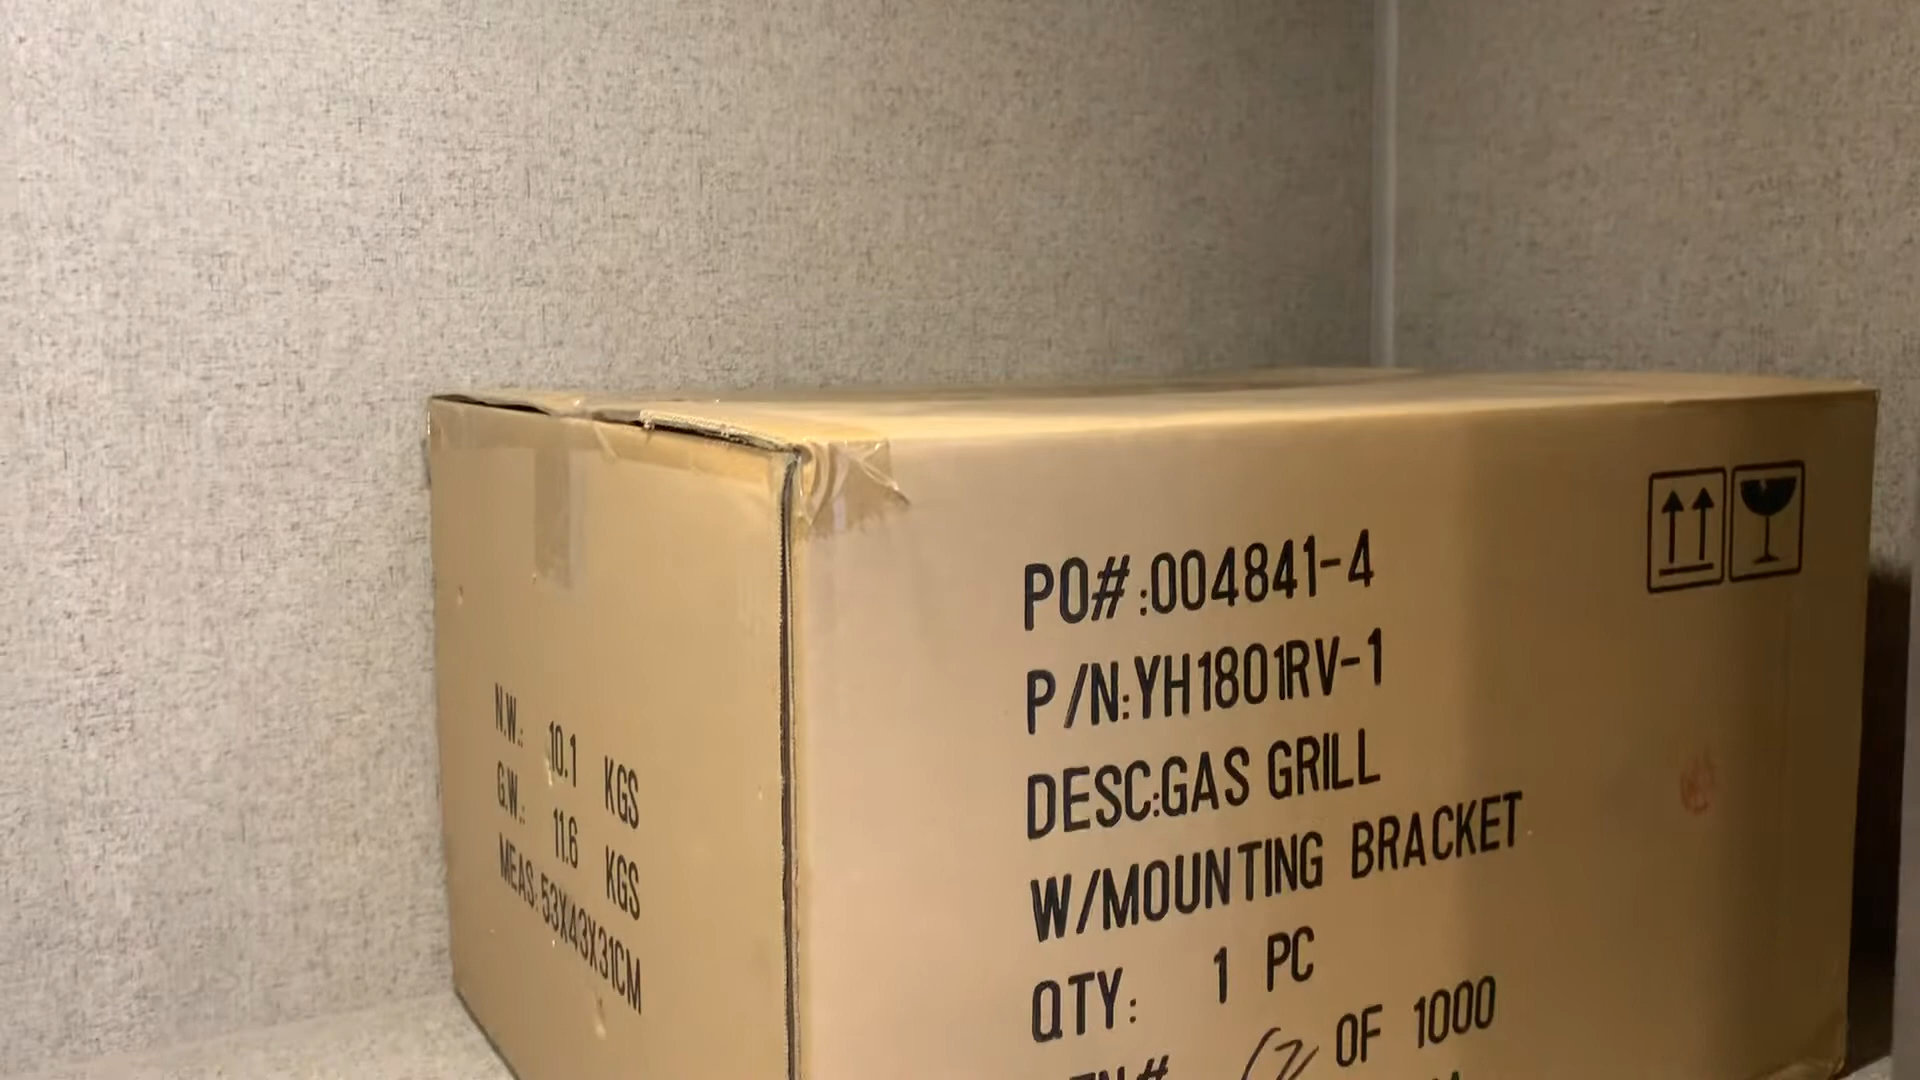 N.W.: 10.1 KGS
G.W.: 11.6 KGS
MEAS: 53X43X31CM
PO#:004841-4
P/N:YH1801RV-1
DESC:GAS GRILL
W/MOUNTING BRACKET
QTY: 1 PC
OF 1000